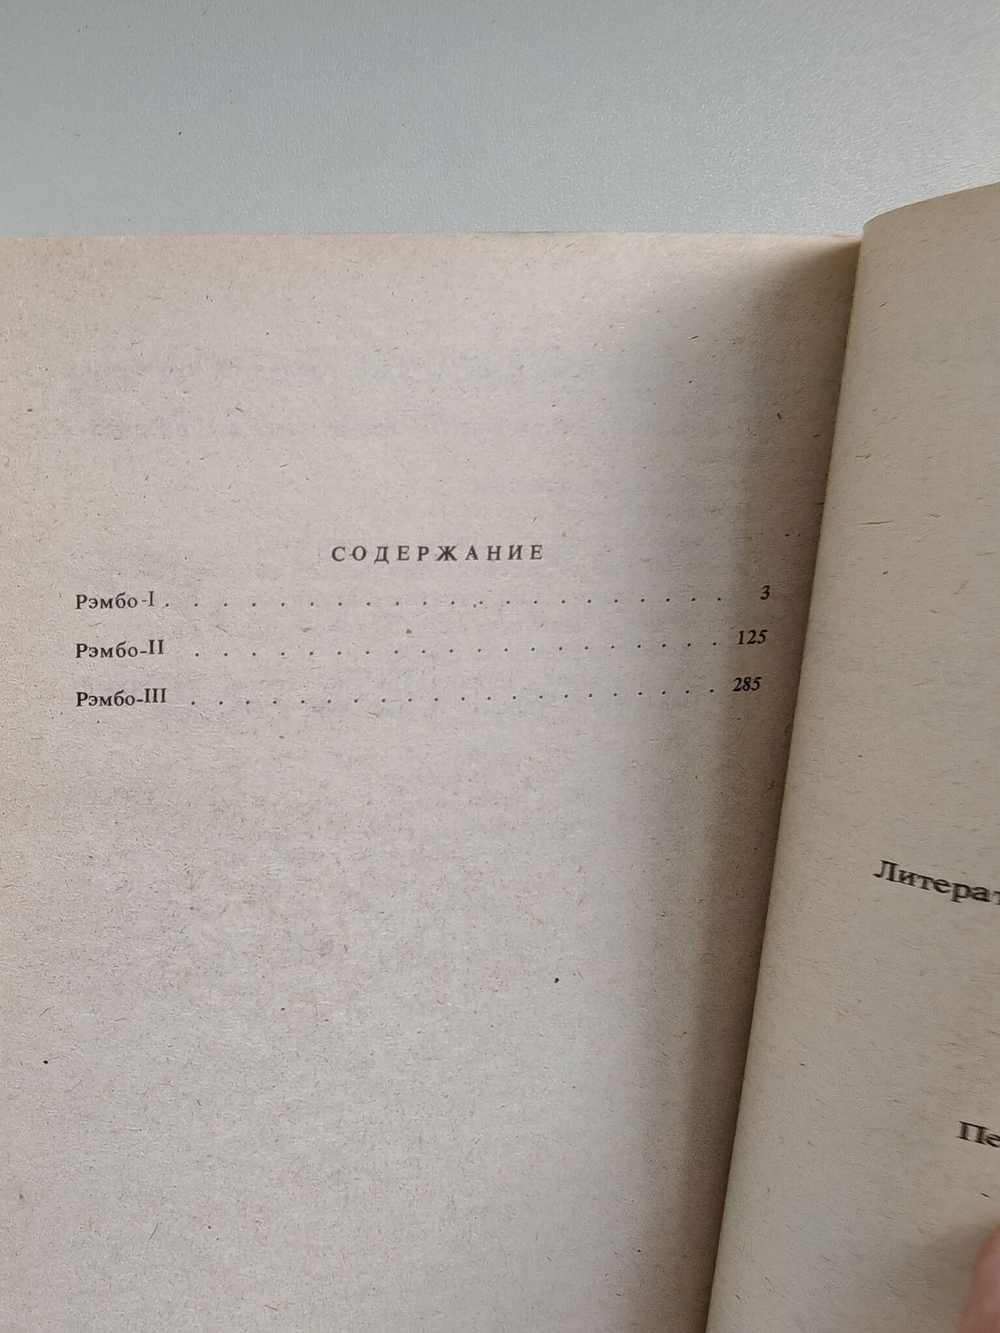 СОДЕРЖАНИЕ
Рэмбо-I . . . . . . . . . . . . . . . . . . . . 3
Рэмбо-II . . . . . . . . . . . . . . . . . . . 125
Рэмбо-III . . . . . . . . . . . . . . . . . . . . 285